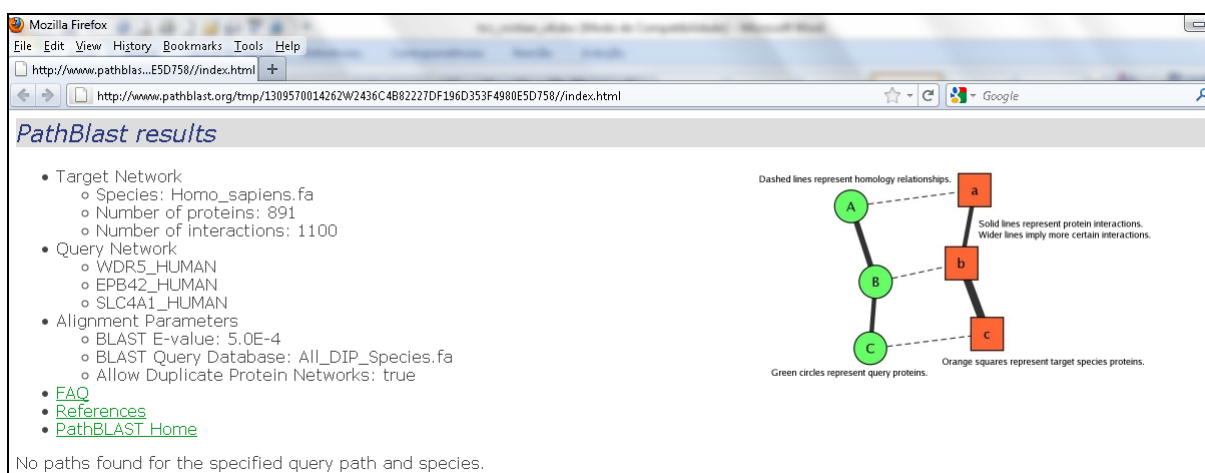 Mozilla Firefox
File Edit View History Bookmarks Tools Help
http://www.pathblas...E5D758//index.html +
http://www.pathblast.org/tmp/1309570014262W2436C4B82227DF196D353F4980E5D758//index.html
Google
PathBlast results
Target Network
Species: Homo_sapiens.fa
Number of proteins: 891
Number of interactions: 1100
Query Network
WDR5_HUMAN
EPB42_HUMAN
SLC4A1_HUMAN
Alignment Parameters
BLAST E-value: 5.0E-4
BLAST Query Database: All_DIP_Species.fa
Allow Duplicate Protein Networks: true
FAQ
References
PathBLAST Home
Dashed lines represent homology relationships.
A
a
Solid lines represent protein interactions.
Wider lines imply more certain interactions.
B
b
C
c
Orange squares represent target species proteins.
Green circles represent query proteins.
No paths found for the specified query path and species.